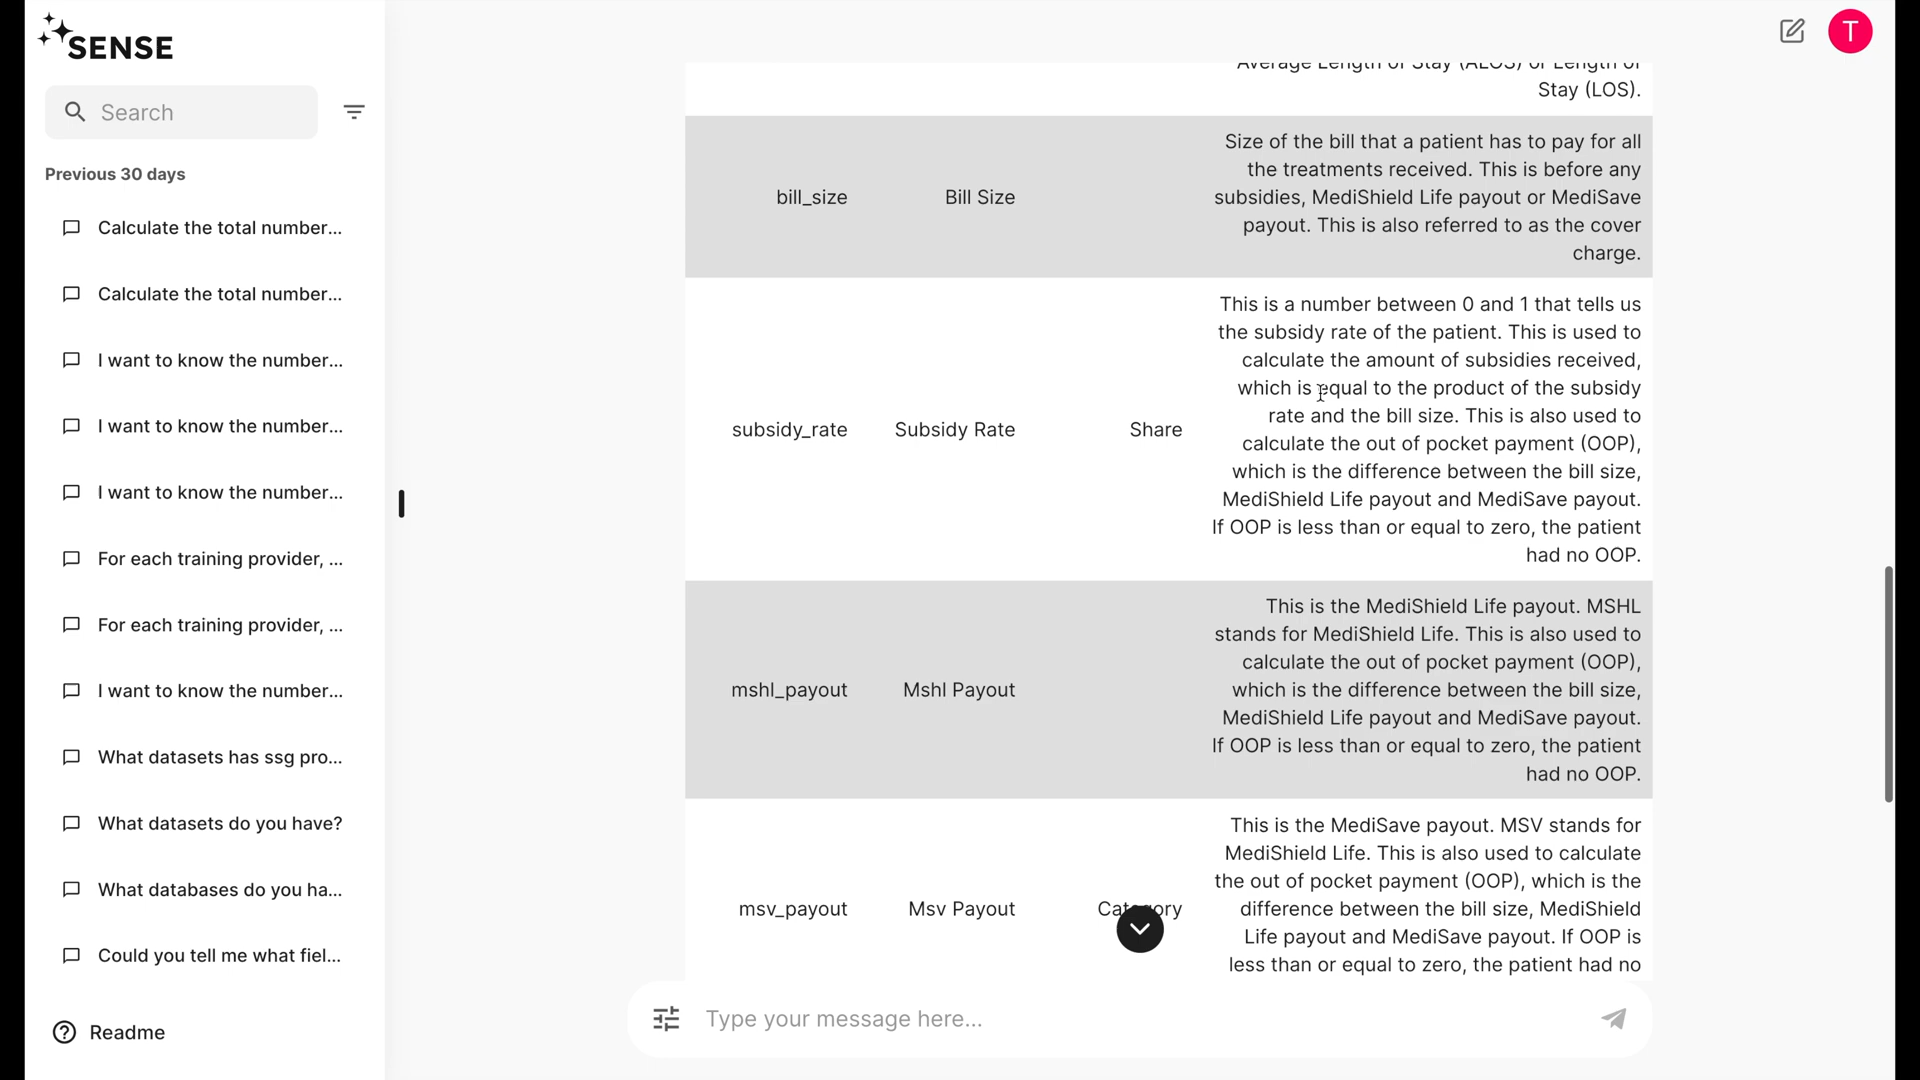 SENSE
T
Search
Previous 30 days
Calculate the total number...
Calculate the total number...
I want to know the number...
I want to know the number...
I want to know the number...
For each training provider, ...
For each training provider, ...
I want to know the number...
What datasets has ssg pro...
What datasets do you have?
What databases do you ha...
Could you tell me what fiel...
Readme
Average Length of Stay (ALOS) or Length of
Stay (LOS).
bill_size
Bill Size
Size of the bill that a patient has to pay for all
the treatments received. This is before any
subsidies, MediShield Life payout or MediSave
payout. This is also referred to as the cover
charge.
subsidy_rate
Subsidy Rate
Share
This is a number between 0 and 1 that tells us
the subsidy rate of the patient. This is used to
calculate the amount of subsidies received,
which is equal to the product of the subsidy
rate and the bill size. This is also used to
calculate the out of pocket payment (OOP),
which is the difference between the bill size,
MediShield Life payout and MediSave payout.
If OOP is less than or equal to zero, the patient
had no OOP.
mshl_payout
Mshl Payout
This is the MediShield Life payout. MSHL
stands for MediShield Life. This is also used to
calculate the out of pocket payment (OOP),
which is the difference between the bill size,
MediShield Life payout and MediSave payout.
If OOP is less than or equal to zero, the patient
had no OOP.
msv_payout
Msv Payout
Category
This is the MediSave payout. MSV stands for
MediShield Life. This is also used to calculate
the out of pocket payment (OOP), which is the
difference between the bill size, MediShield
Life payout and MediSave payout. If OOP is
less than or equal to zero, the patient had no
Type your message here...